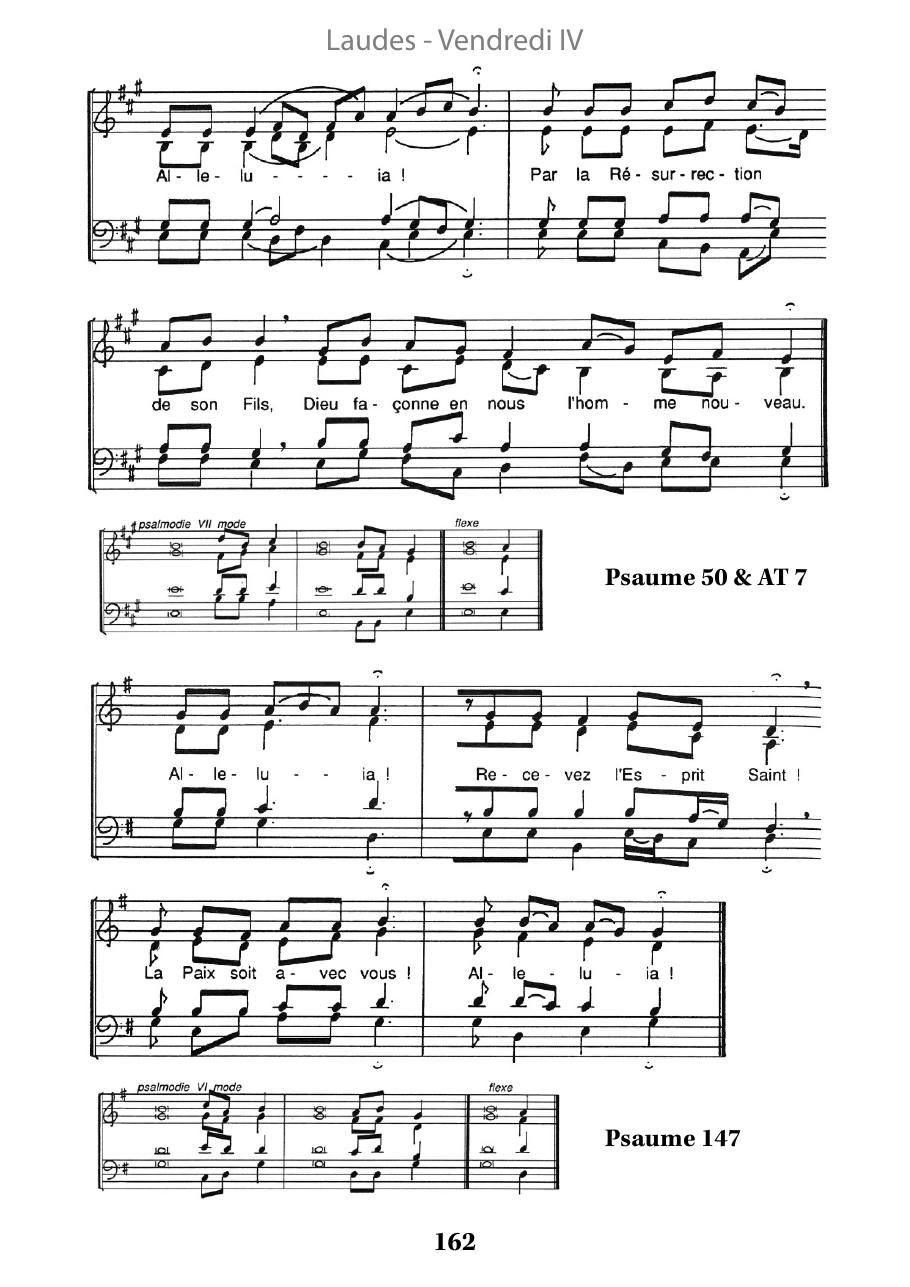 Laudes - Vendredi IV
Al - le - lu - - - - ia ! Par la Ré - sur - rec - tion
de son Fils, Dieu fa - çonne en nous l'hom - me nou - veau.
psalmodie VII mode flexe
Psaume 50 & AT 7
Al - le - lu - - ia ! Re - ce - vez l'Es - prit Saint !
La Paix soit a - vec vous ! Al - le - lu - ia !
psalmodie VI mode flexe
Psaume 147
162